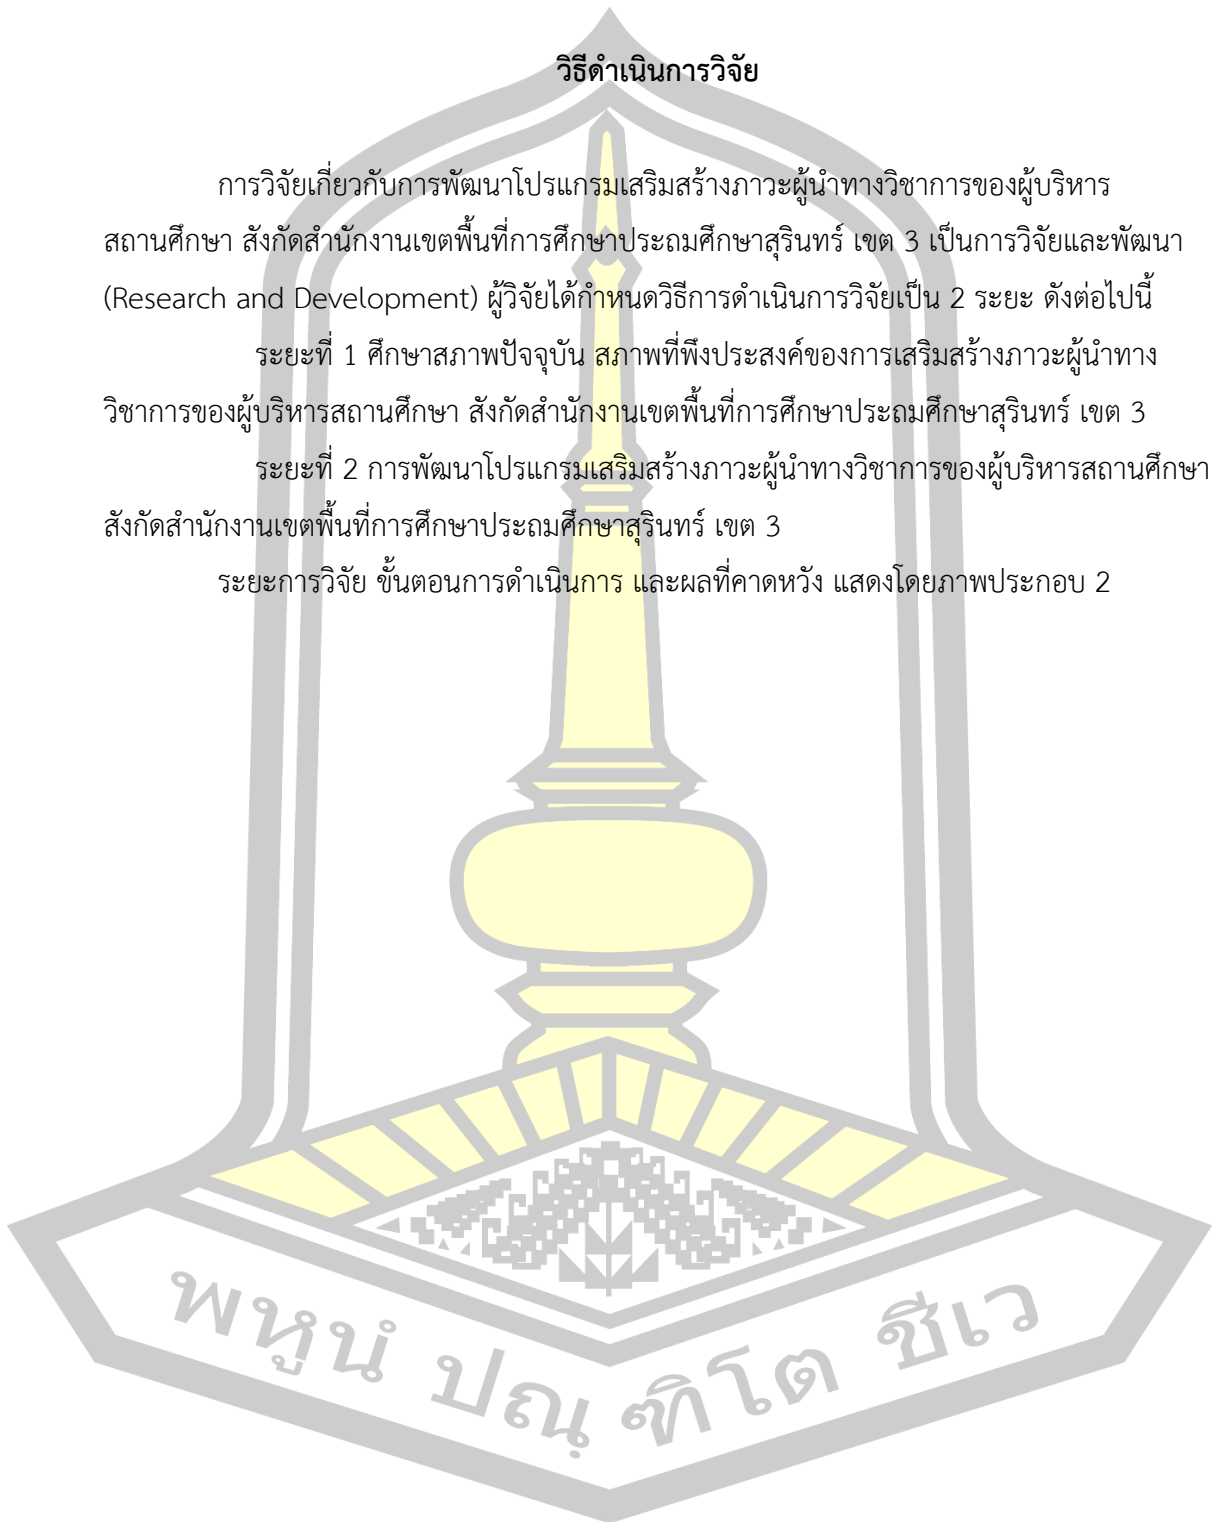 วิธีดำเนินการวิจัย
การวิจัยเกี่ยวกับการพัฒนาโปรแกรมเสริมสร้างภาวะผู้นำทางวิชาการของผู้บริหาร
สถานศึกษา สังกัดสำนักงานเขตพื้นที่การศึกษาประถมศึกษาสุรินทร์ เขต 3 เป็นการวิจัยและพัฒนา
(Research and Development) ผู้วิจัยได้กำหนดวิธีการดำเนินการวิจัยเป็น 2 ระยะ ดังต่อไปนี้
ระยะที่ 1 ศึกษาสภาพปัจจุบัน สภาพที่พึงประสงค์ของการเสริมสร้างภาวะผู้นำทาง
วิชาการของผู้บริหารสถานศึกษา สังกัดสำนักงานเขตพื้นที่การศึกษาประถมศึกษาสุรินทร์ เขต 3
ระยะที่ 2 การพัฒนาโปรแกรมเสริมสร้างภาวะผู้นำทางวิชาการของผู้บริหารสถานศึกษา
สังกัดสำนักงานเขตพื้นที่การศึกษาประถมศึกษาสุรินทร์ เขต 3
ระยะการวิจัย ขั้นตอนการดำเนินการ และผลที่คาดหวัง แสดงโดยภาพประกอบ 2
พหูนํ ปณฺ ฑิโต ชีเว